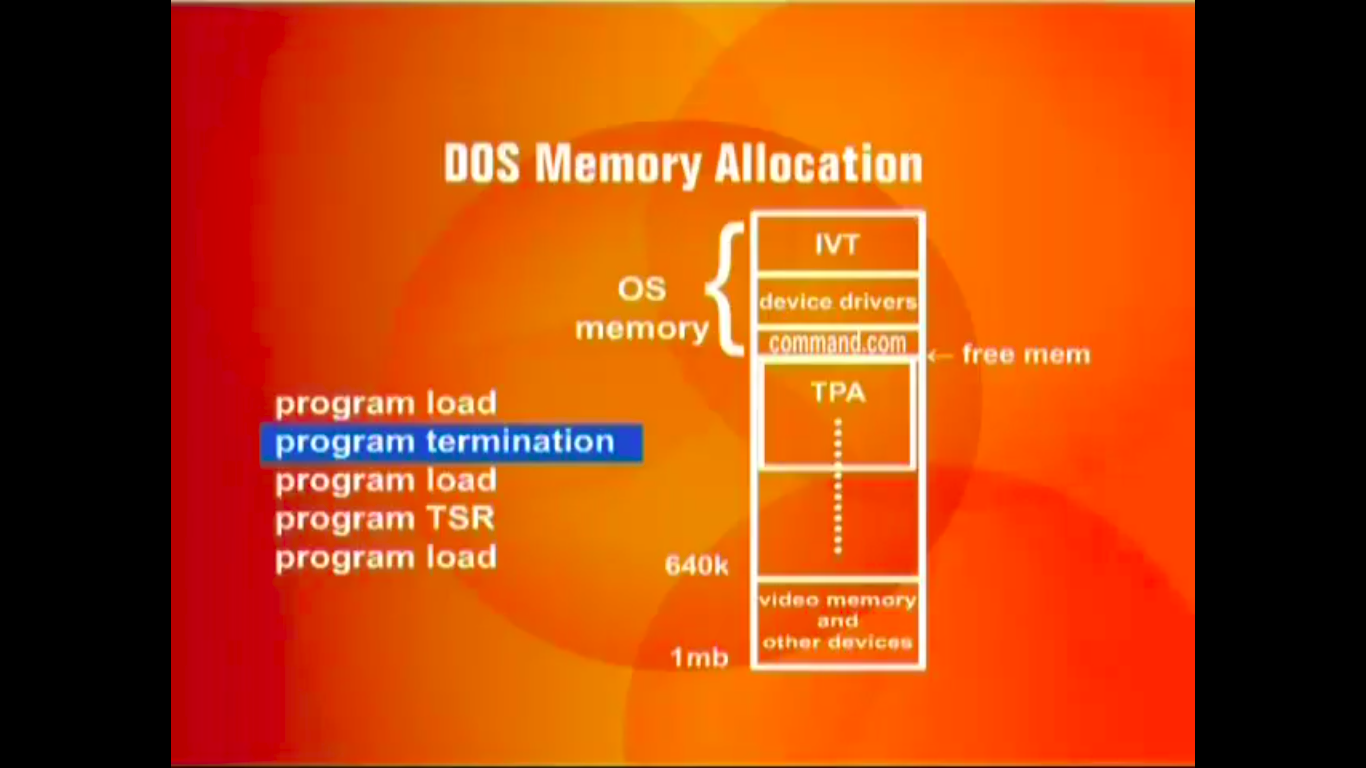 DOS Memory Allocation
IVT
OS
memory
device drivers
command.com
← free mem
TPA
program load
program termination
program load
program TSR
program load
640k
video memory
and
other devices
1mb